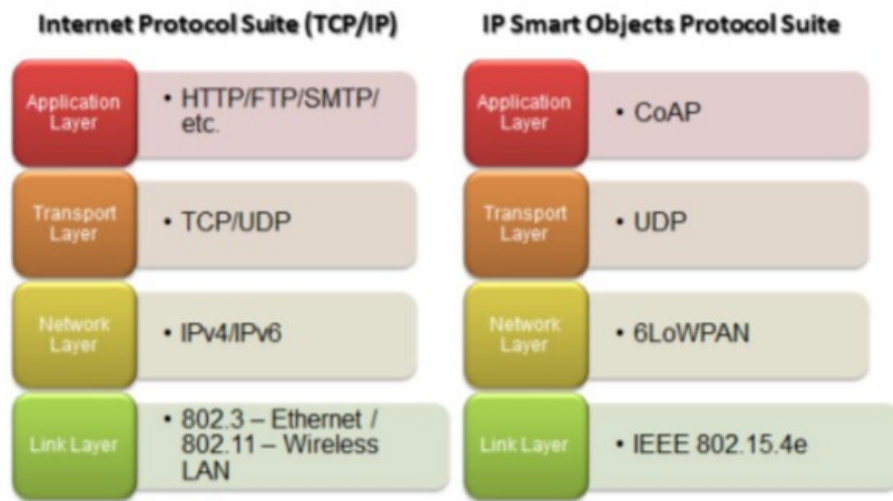 Internet Protocol Suite (TCP/IP)
Application
Layer
• HTTP/FTP/SMTP/
etc.
Transport
Layer
• TCP/UDP
Network
Layer
• IPv4/IPv6
Link Layer
• 802.3 – Ethernet /
802.11 – Wireless
LAN
IP Smart Objects Protocol Suite
Application
Layer
• CoAP
Transport
Layer
• UDP
Network
Layer
• 6LoWPAN
Link Layer
• IEEE 802.15.4e